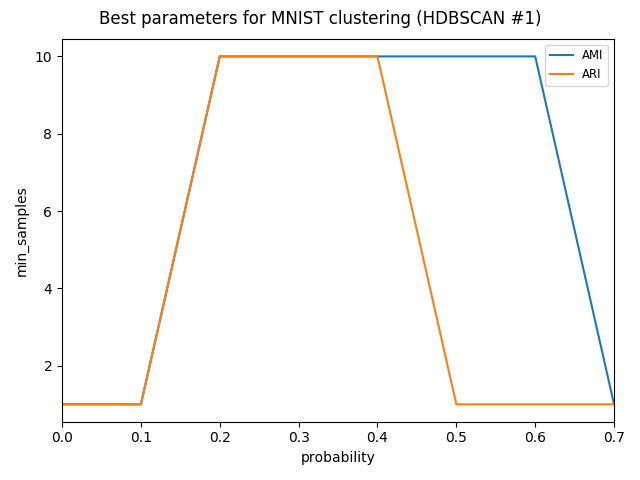 Best parameters for MNIST clustering (HDBSCAN #1)
AMI
ARI
10
8
6
4
2
min_samples
0.0 0.1 0.2 0.3 0.4 0.5 0.6 0.7
probability